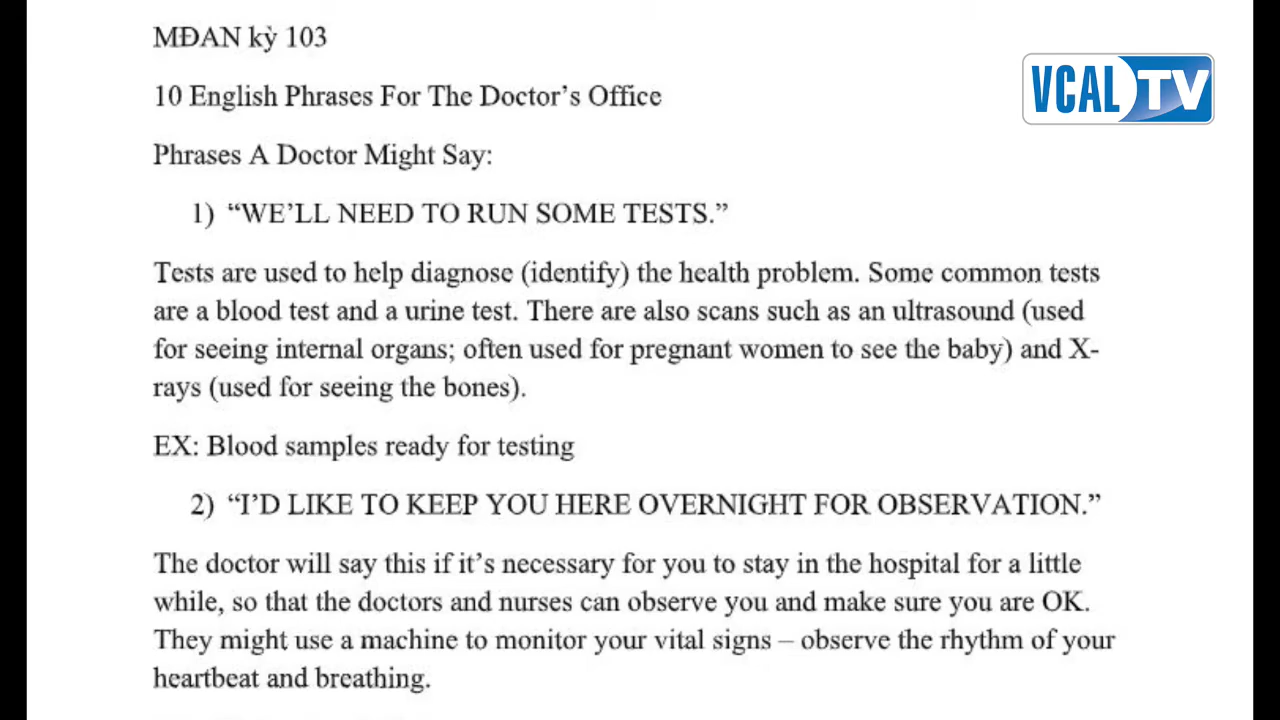 MĐAN kỳ 103
VCAL TV
10 English Phrases For The Doctor’s Office
Phrases A Doctor Might Say:
1) “WE’LL NEED TO RUN SOME TESTS.”
Tests are used to help diagnose (identify) the health problem. Some common tests
are a blood test and a urine test. There are also scans such as an ultrasound (used
for seeing internal organs; often used for pregnant women to see the baby) and X-
rays (used for seeing the bones).
EX: Blood samples ready for testing
2) “I’D LIKE TO KEEP YOU HERE OVERNIGHT FOR OBSERVATION.”
The doctor will say this if it’s necessary for you to stay in the hospital for a little
while, so that the doctors and nurses can observe you and make sure you are OK.
They might use a machine to monitor your vital signs – observe the rhythm of your
heartbeat and breathing.